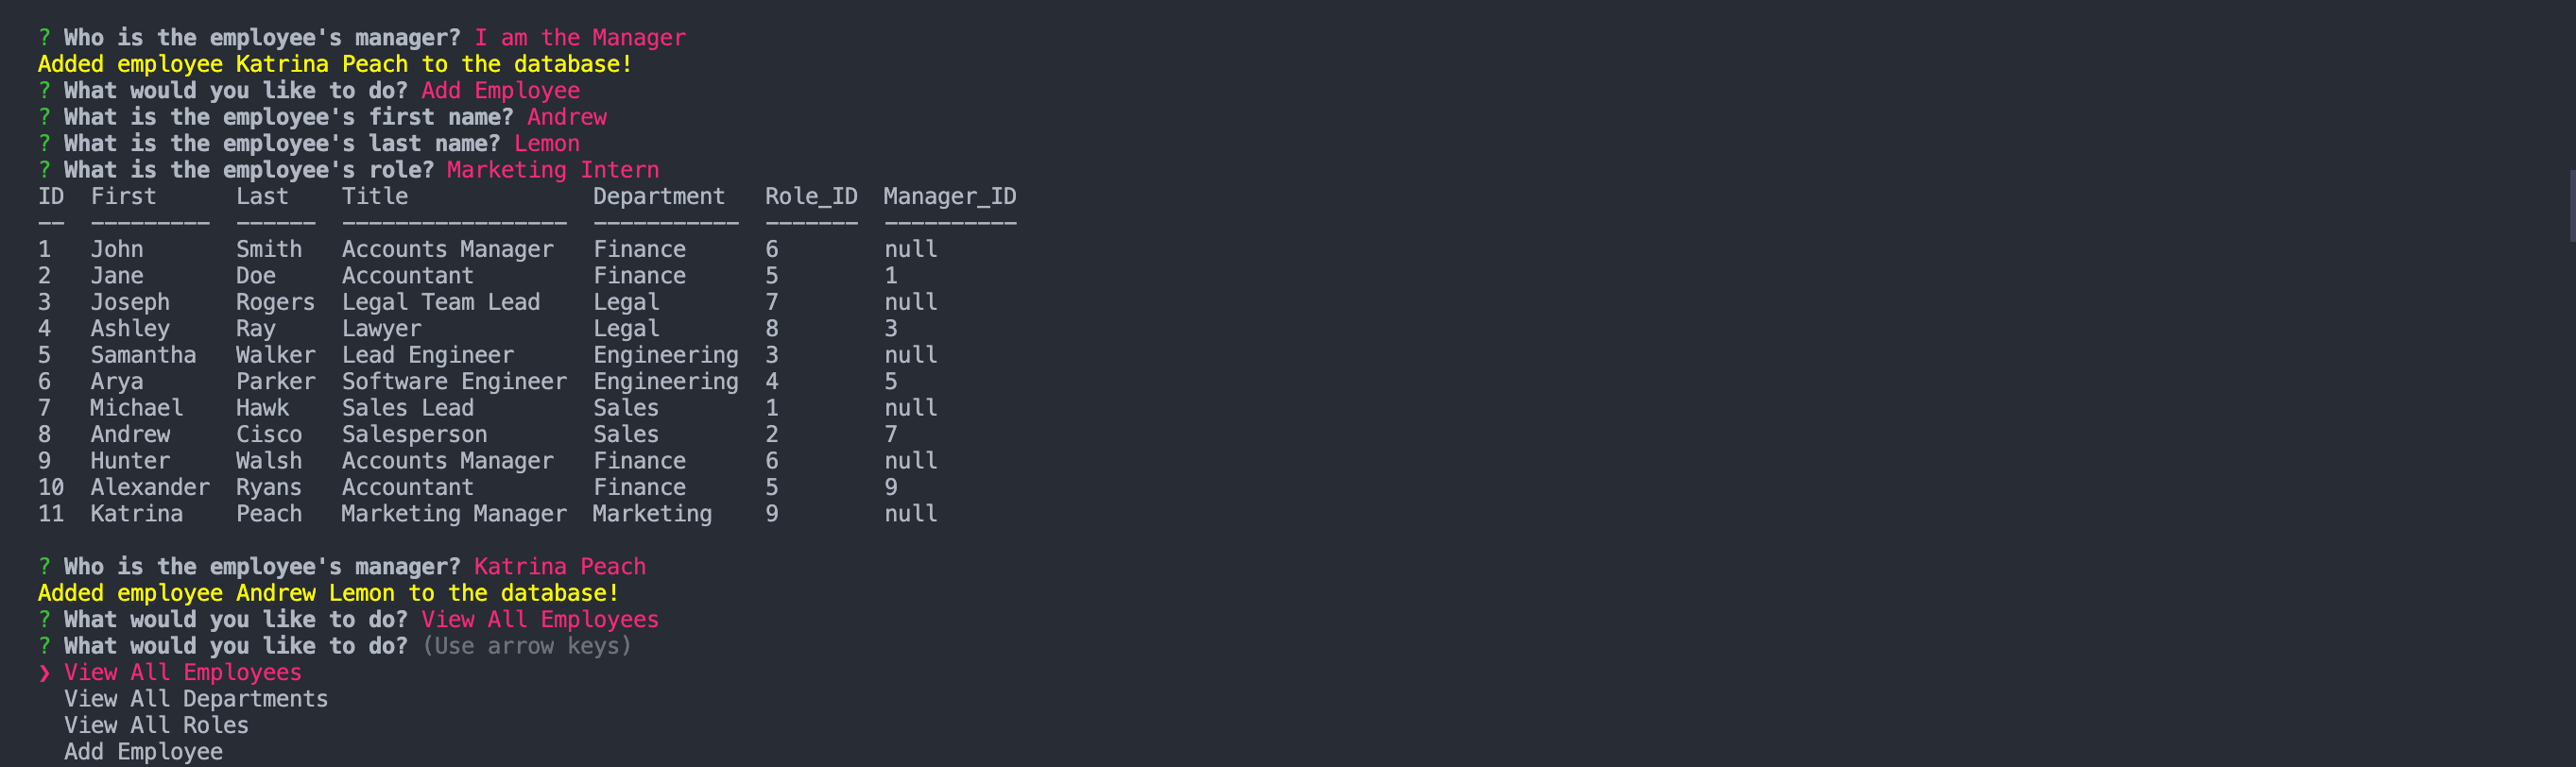 ? Who is the employee's manager? I am the Manager
Added employee Katrina Peach to the database!
? What would you like to do? Add Employee
? What is the employee's first name? Andrew
? What is the employee's last name? Lemon
? What is the employee's role? Marketing Intern
ID  First      Last    Title              Department   Role_ID  Manager_ID
--  ---------  ------  -----------------  -----------  -------  ----------
1   John       Smith   Accounts Manager   Finance      6        null
2   Jane       Doe     Accountant         Finance      5        1
3   Joseph     Rogers  Legal Team Lead    Legal        7        null
4   Ashley     Ray     Lawyer             Legal        8        3
5   Samantha   Walker  Lead Engineer      Engineering  3        null
6   Arya       Parker  Software Engineer  Engineering  4        5
7   Michael    Hawk    Sales Lead         Sales        1        null
8   Andrew     Cisco   Salesperson        Sales        2        7
9   Hunter     Walsh   Accounts Manager   Finance      6        null
10  Alexander  Ryans   Accountant         Finance      5        9
11  Katrina    Peach   Marketing Manager  Marketing    9        null
? Who is the employee's manager? Katrina Peach
Added employee Andrew Lemon to the database!
? What would you like to do? View All Employees
? What would you like to do? (Use arrow keys)
❯ View All Employees
  View All Departments
  View All Roles
  Add Employee